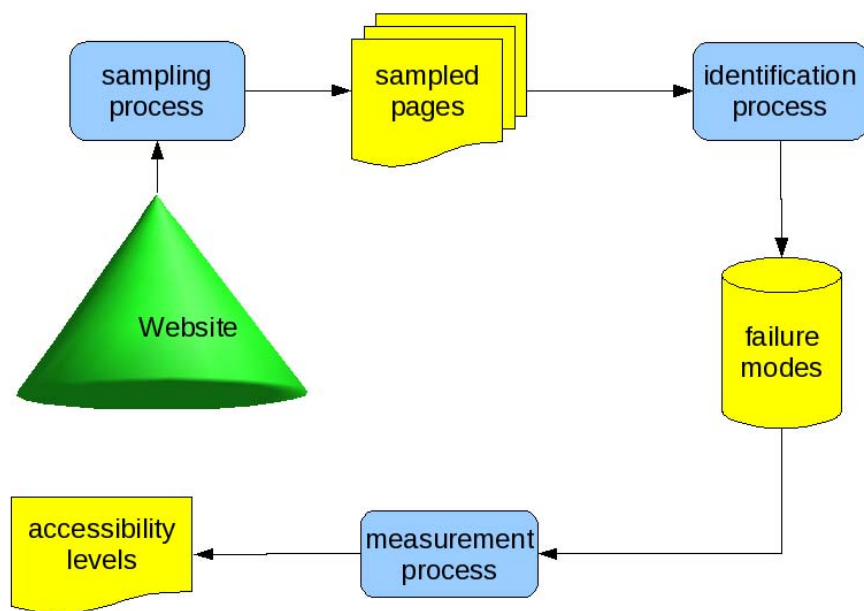 sampling
process
sampled
pages
identification
process
Website
failure
modes
measurement
process
accessibility
levels